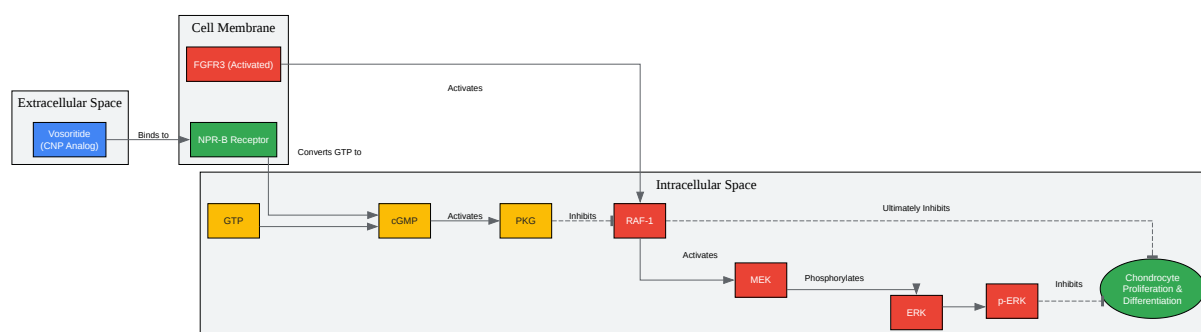 Cell Membrane
FGFR3 (Activated)
Activates
Extracellular Space
Vosoritide
(CNP Analog)
Binds to
NPR-B Receptor
Converts GTP to
Intracellular Space
GTP
cGMP
Activates
PKG
Inhibits
RAF-1
Ultimately Inhibits
Activates
MEK
Phosphorylates
ERK
p-ERK
Inhibits
Chondrocyte
Proliferation &
Differentiation